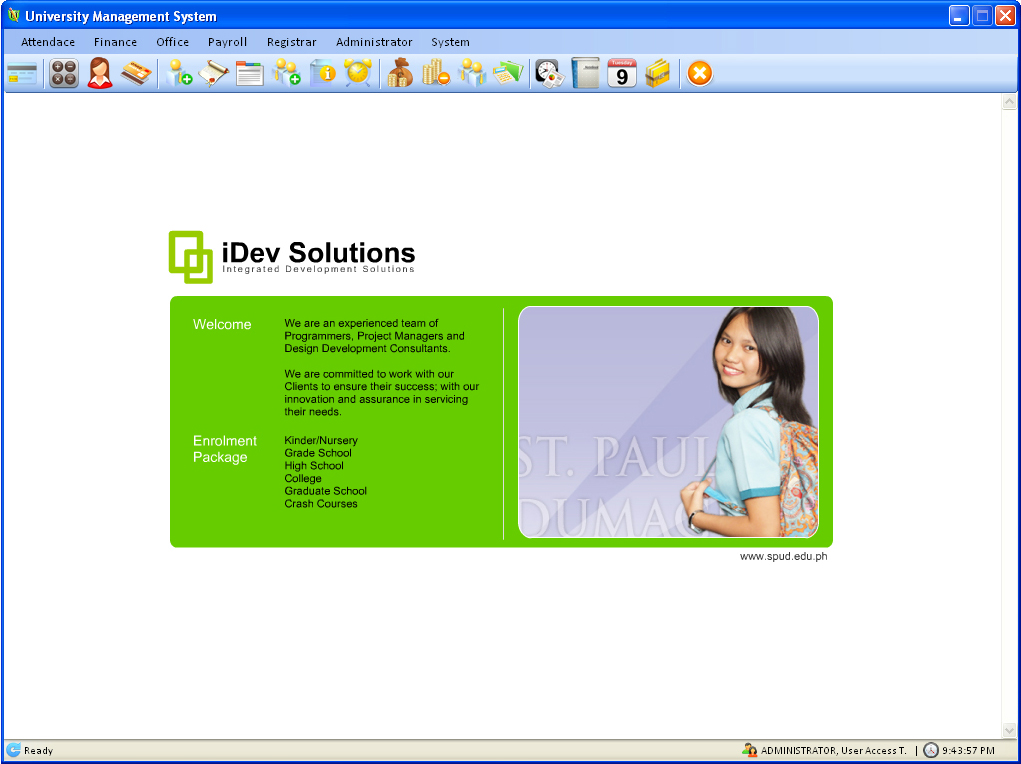 University Management System
Attendace Finance Office Payroll Registrar Administrator System
Tuesday
9
iDev Solutions
Integrated Development Solutions
Welcome
We are an experienced team of
Programmers, Project Managers and
Design Development Consultants.
We are committed to work with our
Clients to ensure their success; with our
innovation and assurance in servicing
their needs.
Enrolment
Package
Kinder/Nursery
Grade School
High School
College
Graduate School
Crash Courses
ST. PAUL
DUMAG
www.spud.edu.ph
Ready
ADMINISTRATOR, User Access T. | 9:43:57 PM